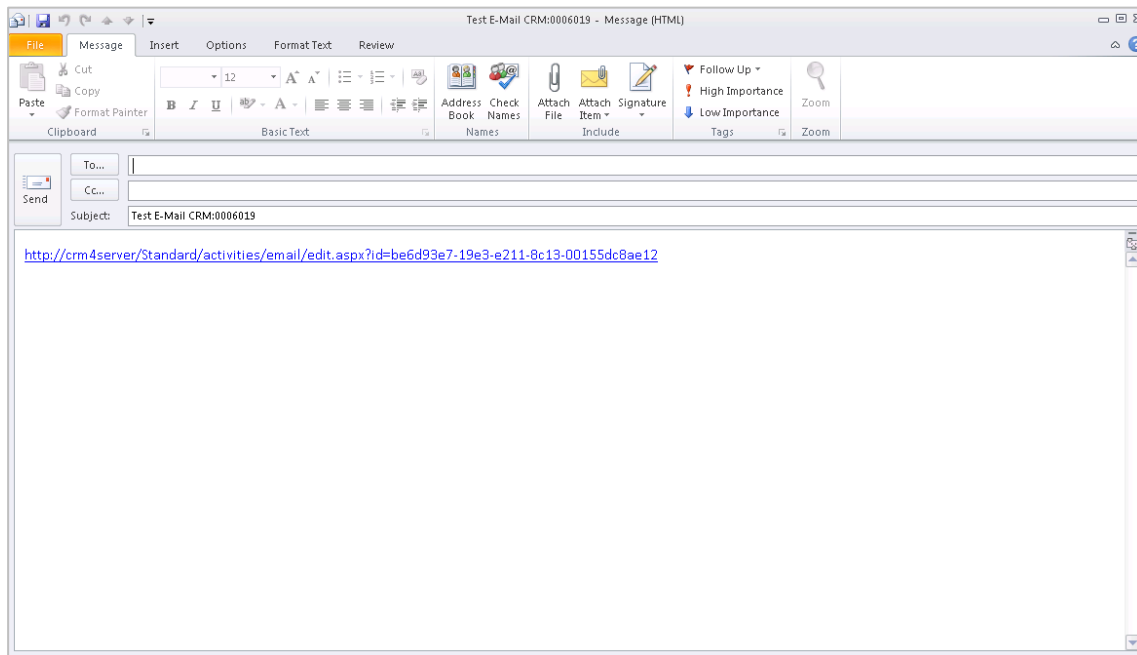 Test E-Mail CRM:0006019 - Message (HTML)
File Message Insert Options Format Text Review
Cut
Copy
Format Painter
Paste
Clipboard
12
B I U
Basic Text
Address Book
Check Names
Names
Attach File
Attach Item
Signature
Include
Follow Up
High Importance
Low Importance
Tags
Zoom
Zoom
Send
To...
Cc...
Subject: Test E-Mail CRM:0006019
http://crm4server/Standard/activities/email/edit.aspx?id=be6d93e7-19e3-e211-8c13-00155dc8ae12